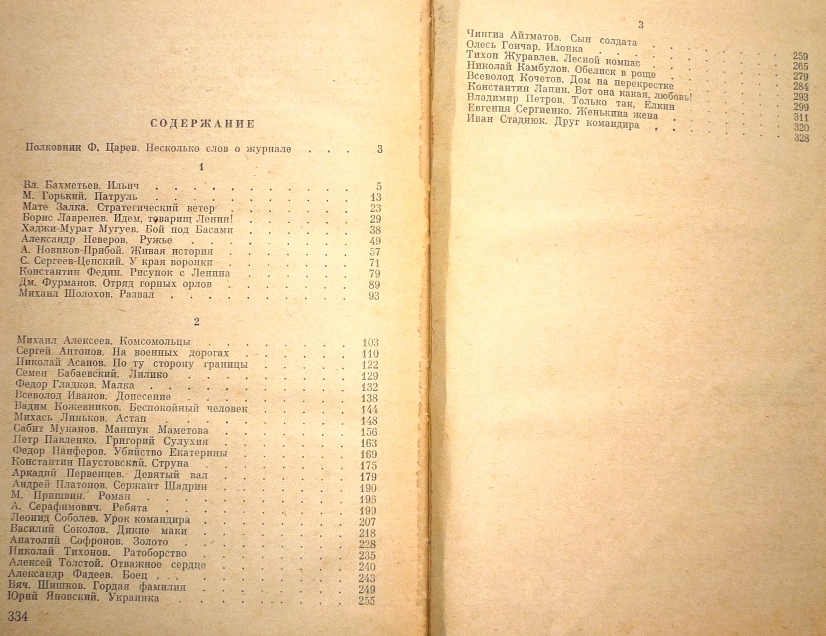 СОДЕРЖАНИЕ
Полковник Ф. Царев. Несколько слов о журнале . . . 3
1
Вл. Бахметьев. Ильич . . . . . . . . 5
М. Горький. Патруль . . . . . . . . 13
Мате Залка. Стратегический ветер . . . . . 23
Борис Лавренев. Идем, товарищ Ленин! . . . . 29
Хаджи-Мурат Мугуев. Бой под Басами . . . . 38
Александр Неверов. Ружье . . . . . . 49
А. Новиков-Прибой. Живая история . . . . . 57
С. Сергеев-Ценский. У края воронки . . . . 71
Константин Федин. Рисунок с Ленина . . . . 79
Дм. Фурманов. Отряд горных орлов . . . . . 89
Михаил Шолохов. Развал . . . . . . . 93
2
Михаил Алексеев. Комсомольцы . . . . . 103
Сергей Антонов. На военных дорогах . . . . 110
Николай Асанов. По ту сторону границы . . . 122
Семен Бабаевский. Лилико . . . . . . 129
Федор Гладков. Малка . . . . . . . 132
Всеволод Иванов. Донесение . . . . . . 138
Вадим Кожевников. Беспокойный человек . . . 144
Михась Линьков. Астап . . . . . . 148
Сабит Муканов. Маншук Маметова . . . . . 156
Петр Павленко. Григорий Сулухия . . . . . 163
Федор Панферов. Убийство Екатерины . . . . 169
Константин Паустовский. Струна . . . . . 175
Аркадий Первенцев. Девятый вал . . . . . 179
Андрей Платонов. Сержант Шадрин . . . . 190
М. Пришвин. Роман . . . . . . . 195
А. Серафимович. Ребята . . . . . . 199
Леонид Соболев. Урок командира . . . . . 207
Василий Соколов. Дикие маки . . . . . 218
Анатолий Софронов. Золото . . . . . . 228
Николай Тихонов. Ратоборство . . . . . 235
Алексей Толстой. Отважное сердце . . . . . 240
Александр Фадеев. Боец . . . . . . . 243
Вяч. Шишков. Гордая фамилия . . . . . 249
Юрий Яновский. Украинка . . . . . . 255
334
3
Чингиз Айтматов. Сын солдата . . . . . 259
Олесь Гончар. Илонка . . . . . . 265
Тихон Журавлев. Лесной компас . . . . . 279
Николай Камбулов. Обелиск в роще . . . . 284
Всеволод Кочетов. Дом на перекрестке . . . . 293
Константин Лапин. Вот она какая, любовь! . . . 299
Владимир Петров. Только так, Елкин . . . . 311
Евгения Сергиенко. Женькина жена . . . . 320
Иван Стаднюк. Друг командира . . . . . 328